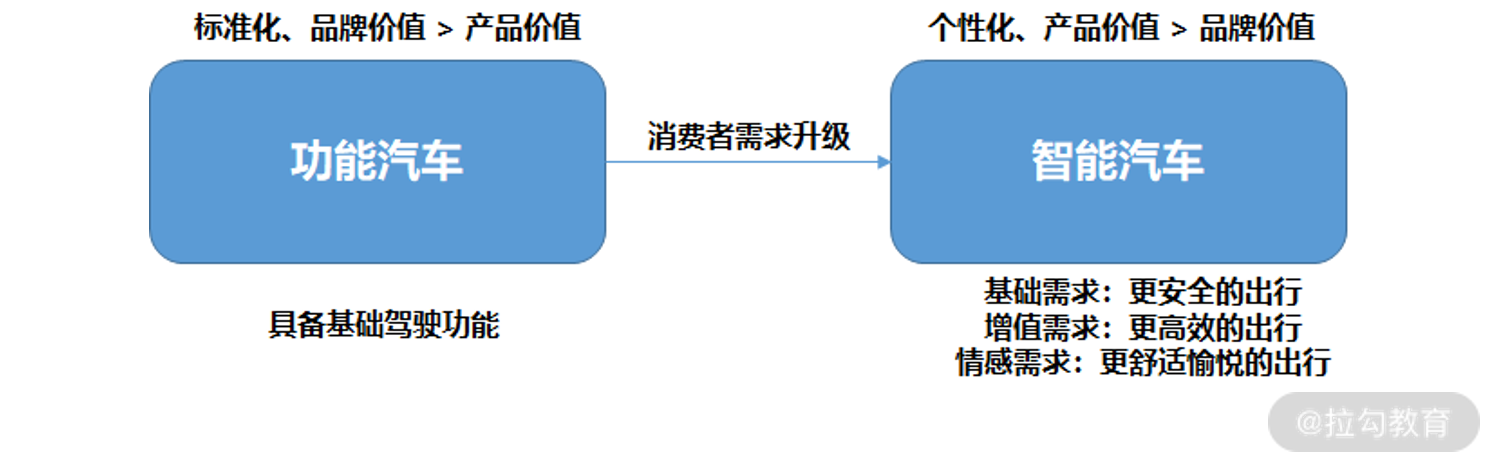 标准化、品牌价值 > 产品价值
个性化、产品价值 > 品牌价值
功能汽车
消费者需求升级
智能汽车
具备基础驾驶功能
基础需求：更安全的出行
增值需求：更高效的出行
情感需求：更舒适愉悦的出行
@拉勾教育